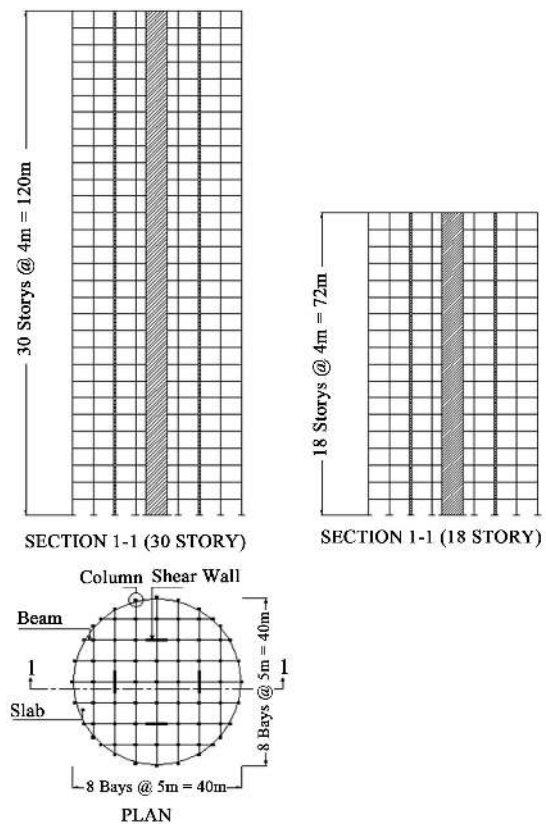 30 Storys @ 4m = 120m
18 Storys @ 4m = 72m
SECTION 1-1 (30 STORY)
SECTION 1-1 (18 STORY)
Column Shear Wall
Beam
1
1
Slab
8 Bays @ 5m = 40m
8 Bays @ 5m = 40m
PLAN